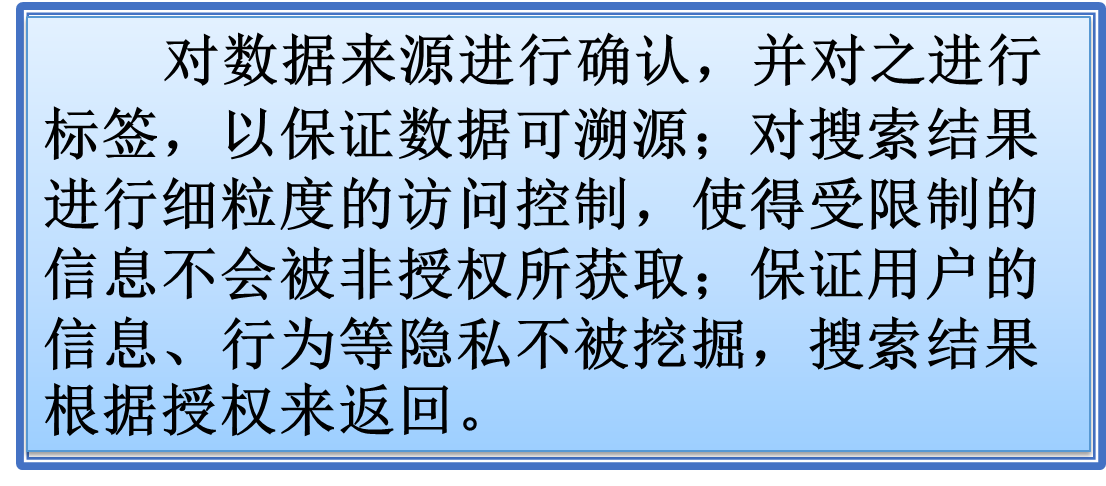 对数据来源进行确认，并对之进行
标签，以保证数据可溯源；对搜索结果
进行细粒度的访问控制，使得受限制的
信息不会被非授权所获取；保证用户的
信息、行为等隐私不被挖掘，搜索结果
根据授权来返回。